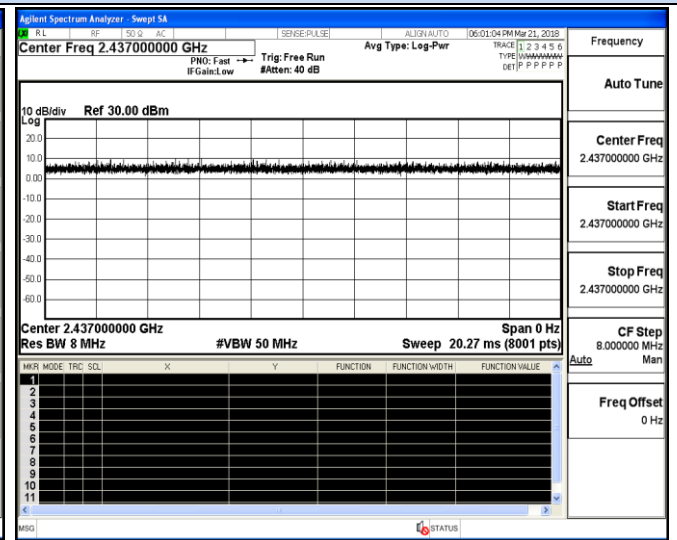 Agilent Spectrum Analyzer - Swept SA
RL RF 50 Ω AC SENSE:PULSE ALIGN AUTO 06:01:04 PM Mar 21, 2018
Center Freq 2.437000000 GHz
PNO: Fast
IFGain:Low
Trig: Free Run
#Atten: 40 dB
Avg Type: Log-Pwr
TRACE 1 2 3 4 5 6
TYPE WWWWWW
DET P P P P P P
10 dB/div Ref 30.00 dBm
Log
20.0
10.0
0.00
-10.0
-20.0
-30.0
-40.0
-50.0
-60.0
Center 2.437000000 GHz Span 0 Hz
Res BW 8 MHz #VBW 50 MHz Sweep 20.27 ms (8001 pts)
MKR MODE TRC SCL X Y FUNCTION FUNCTION WIDTH FUNCTION VALUE
1
2
3
4
5
6
7
8
9
10
11
MSG STATUS
Frequency
Auto Tune
Center Freq
2.437000000 GHz
Start Freq
2.437000000 GHz
Stop Freq
2.437000000 GHz
CF Step
8.000000 MHz
Auto Man
Freq Offset
0 Hz